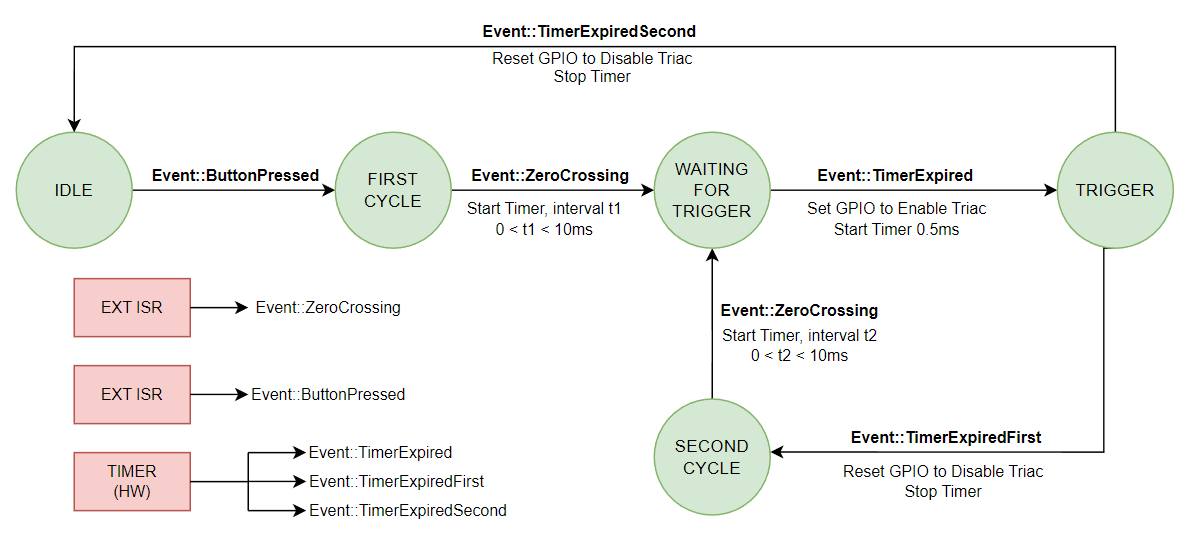 Event::TimerExpiredSecond
Reset GPIO to Disable Triac
Stop Timer
IDLE
Event::ButtonPressed
FIRST
CYCLE
Event::ZeroCrossing
Start Timer, interval t1
0 < t1 < 10ms
WAITING
FOR
TRIGGER
Event::TimerExpired
Set GPIO to Enable Triac
Start Timer 0.5ms
TRIGGER
EXT ISR
Event::ZeroCrossing
Event::ZeroCrossing
Start Timer, interval t2
0 < t2 < 10ms
EXT ISR
Event::ButtonPressed
SECOND
CYCLE
Event::TimerExpiredFirst
Reset GPIO to Disable Triac
Stop Timer
TIMER
(HW)
Event::TimerExpired
Event::TimerExpiredFirst
Event::TimerExpiredSecond